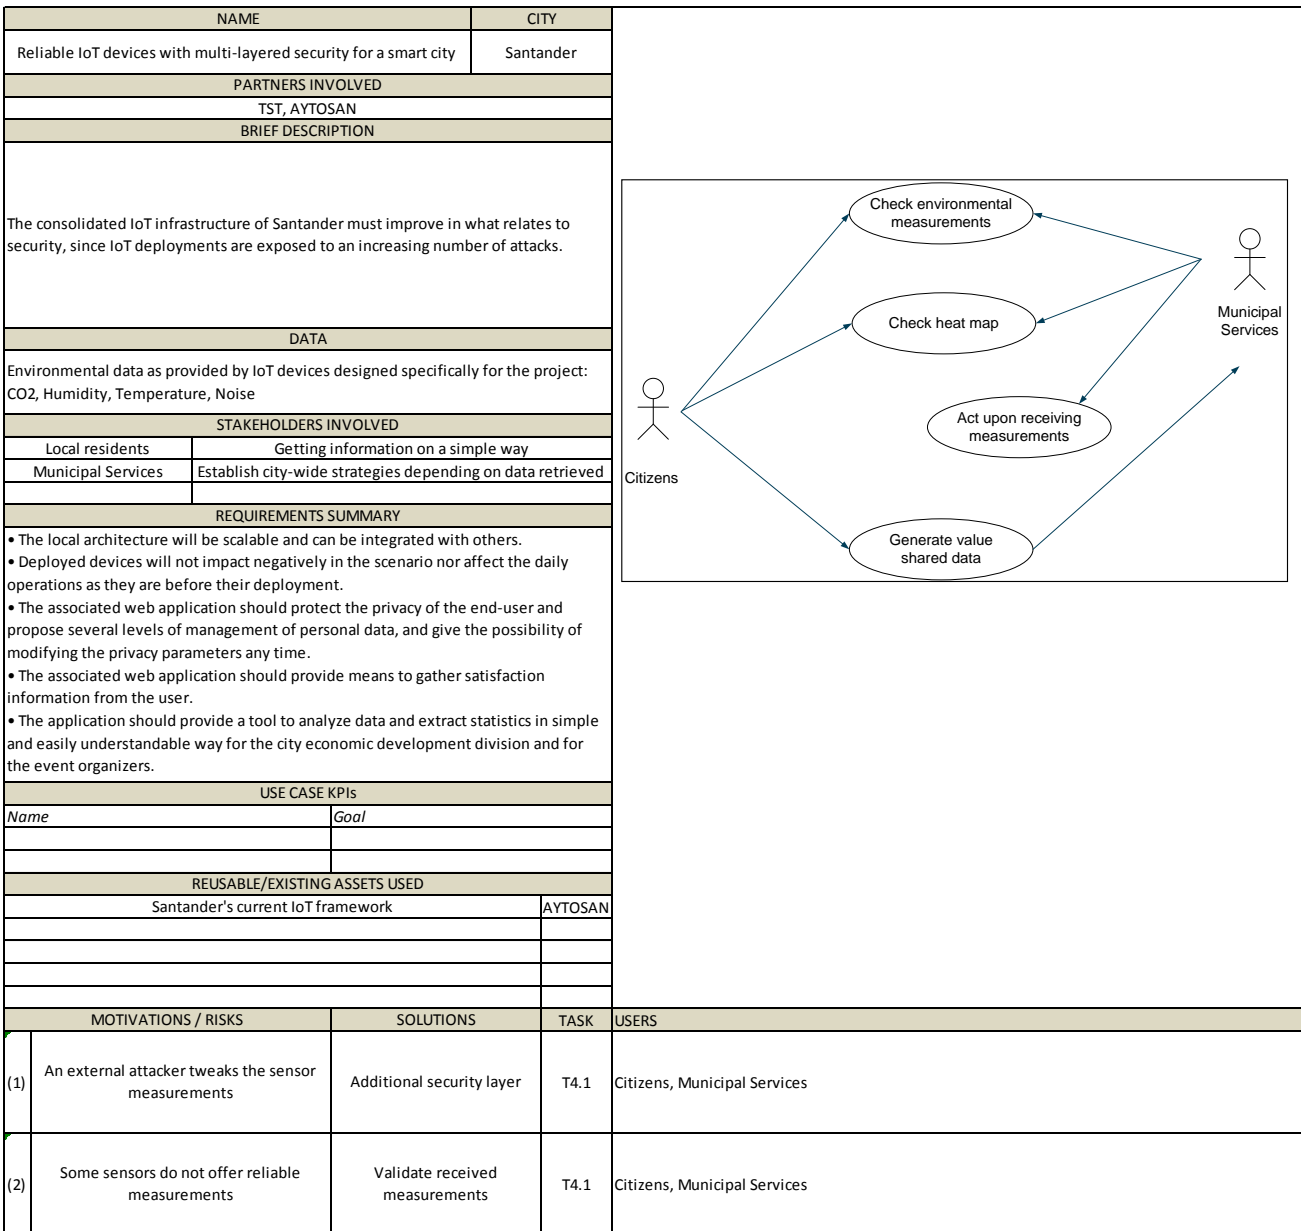 NAME
CITY
Reliable IoT devices with multi-layered security for a smart city
Santander
PARTNERS INVOLVED
TST, AYTOSAN
BRIEF DESCRIPTION
The consolidated IoT infrastructure of Santander must improve in what relates to
security, since IoT deployments are exposed to an increasing number of attacks.
DATA
Environmental data as provided by IoT devices designed specifically for the project:
CO2, Humidity, Temperature, Noise
STAKEHOLDERS INVOLVED
Local residents
Getting information on a simple way
Municipal Services
Establish city-wide strategies depending on data retrieved
REQUIREMENTS SUMMARY
• The local architecture will be scalable and can be integrated with others.
• Deployed devices will not impact negatively in the scenario nor affect the daily
operations as they are before their deployment.
• The associated web application should protect the privacy of the end-user and
propose several levels of management of personal data, and give the possibility of
modifying the privacy parameters any time.
• The associated web application should provide means to gather satisfaction
information from the user.
• The application should provide a tool to analyze data and extract statistics in simple
and easily understandable way for the city economic development division and for
the event organizers.
USE CASE KPIs
Name
Goal
REUSABLE/EXISTING ASSETS USED
Santander's current IoT framework
AYTOSAN
Check environmental
measurements
Check heat map
Act upon receiving
measurements
Generate value
shared data
Citizens
Municipal
Services
MOTIVATIONS / RISKS
SOLUTIONS
TASK
USERS
(1)
An external attacker tweaks the sensor
measurements
Additional security layer
T4.1
Citizens, Municipal Services
(2)
Some sensors do not offer reliable
measurements
Validate received
measurements
T4.1
Citizens, Municipal Services